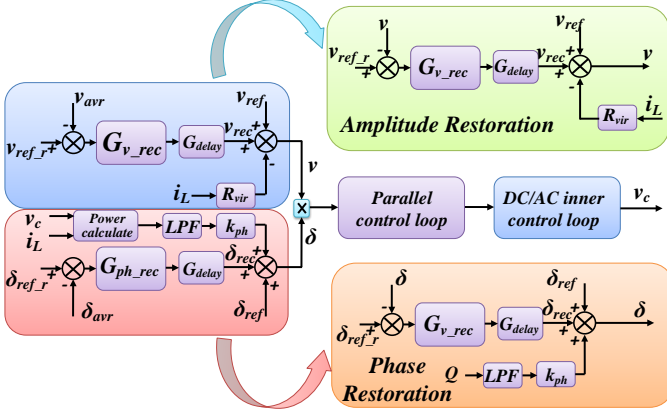 v_avr
v_ref
v_ref_r
G_v_rec
G_delay
v_rec
v
i_L
R_vir
v_c
i_L
Power
calculate
LPF
k_ph
δ_rec
δ_ref_r
G_ph_rec
G_delay
δ_avr
δ_ref
δ
X
Parallel
control loop
DC/AC inner
control loop
v_c
v
v_ref
v_ref_r
G_v_rec
G_delay
v_rec
v
i_L
R_vir
Amplitude Restoration
δ
δ_ref
δ_ref_r
G_v_rec
G_delay
δ_rec
δ
Q
LPF
k_ph
Phase
Restoration